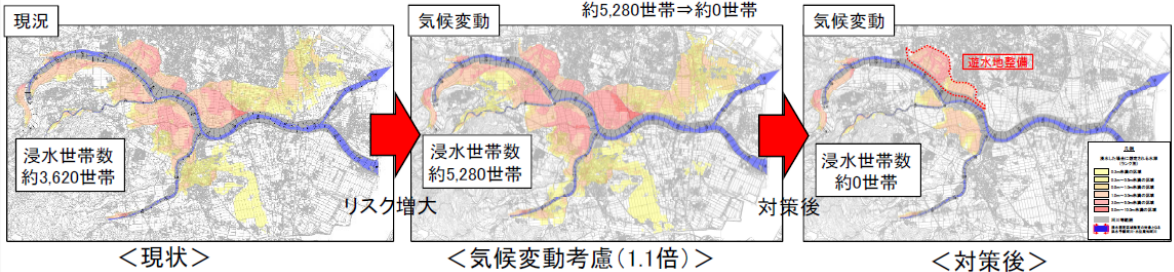 約5,280世帯⇒約0世帯
現況
浸水世帯数
約3,620世帯
リスク増大
<現状>
気候変動
浸水世帯数
約5,280世帯
対策後
<気候変動考慮(1.1倍)>
気候変動
遊水地整備
浸水世帯数
約0世帯
<対策後>